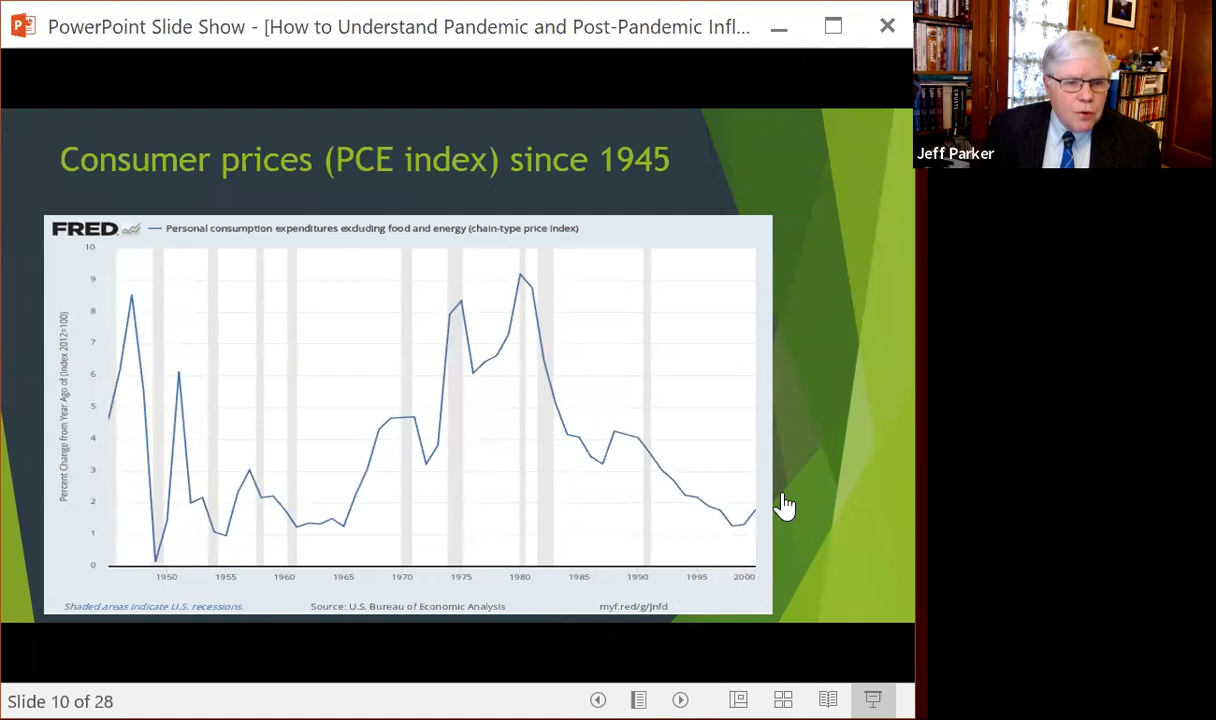 PowerPoint Slide Show - [How to Understand Pandemic and Post-Pandemic Infl...
Jeff Parker
Consumer prices (PCE index) since 1945
FRED
Personal consumption expenditures excluding food and energy (chain-type price index)
Percent Change from Year Ago of (Index 2012=100)
10
9
8
7
6
5
4
3
2
1
0
1950 1955 1960 1965 1970 1975 1980 1985 1990 1995 2000
Shaded areas indicate U.S. recessions. Source: U.S. Bureau of Economic Analysis myf.red/g/Jnfd
Slide 10 of 28